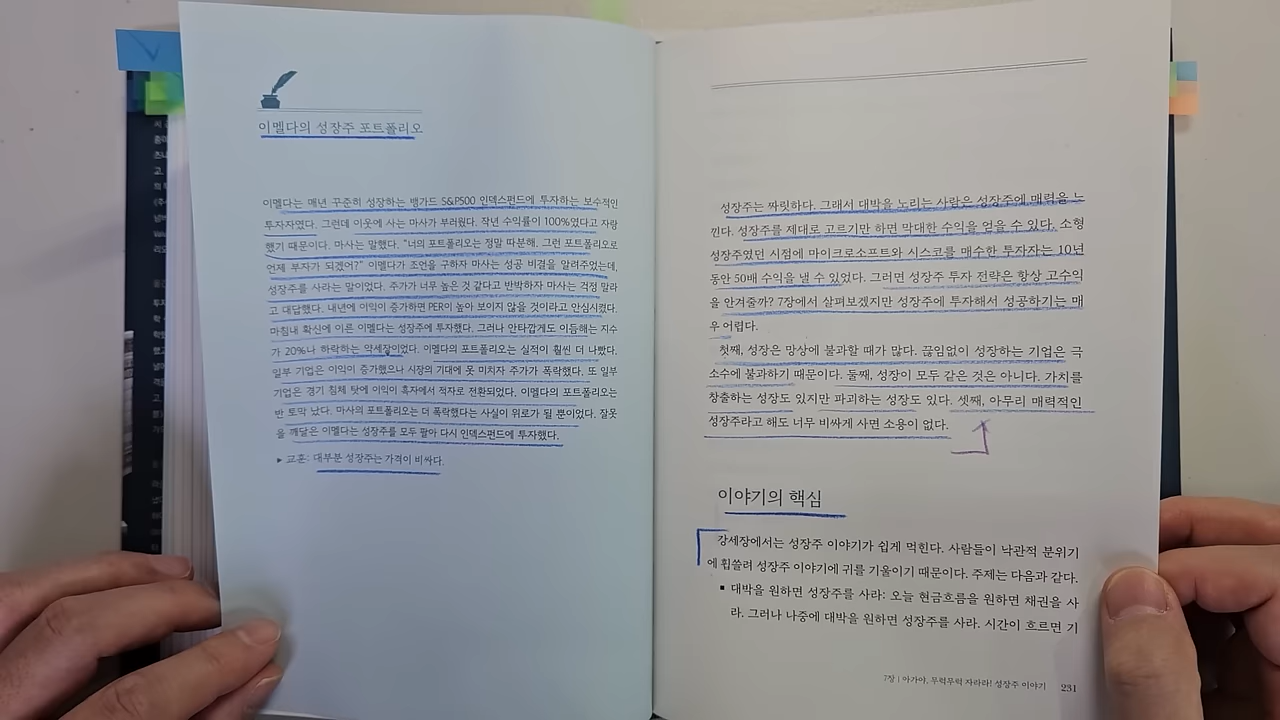 이멜다의 성장주 포트폴리오
이멜다는 매년 꾸준히 성장하는 뱅가드 S&P500 인덱스펀드에 투자하는 보수적인
투자자였다. 그런데 이웃에 사는 마사가 부러웠다. 작년 수익률이 100%였다고 자랑
했기 때문이다. 마사는 말했다. "너의 포트폴리오는 정말 따분해. 그런 포트폴리오로
언제 부자가 되겠어?" 이멜다가 조언을 구하자 마사는 성공 비결을 알려주었는데,
성장주를 사라는 말이었다. 주가가 너무 높은 것 같다고 반박하자 마사는 걱정 말라
고 대답했다. 내년에 이익이 증가하면 PER이 높아 보이지 않을 것이라고 안심시켰다.
마침내 확신에 이른 이멜다는 성장주에 투자했다. 그러나 안타깝게도 이듬해는 지수
가 20%나 하락하는 약세장이었다. 이멜다의 포트폴리오는 실적이 훨씬 더 나빴다.
일부 기업은 이익이 증가했으나 시장의 기대에 못 미치자 주가가 폭락했다. 또 일부
기업은 경기 침체 탓에 이익이 흑자에서 적자로 전환되었다. 이멜다의 포트폴리오는
반 토막 났다. 마사의 포트폴리오는 더 폭락했다는 사실이 위로가 될 뿐이었다. 잘못
을 깨달은 이멜다는 성장주를 모두 팔아 다시 인덱스펀드에 투자했다.
▸ 교훈: 대부분 성장주는 가격이 비싸다.
성장주는 짜릿하다. 그래서 대박을 노리는 사람은 성장주에 매력을 느
낀다. 성장주를 제대로 고르기만 하면 막대한 수익을 얻을 수 있다. 소형
성장주였던 시점에 마이크로소프트와 시스코를 매수한 투자자는 10년
동안 50배 수익을 낼 수 있었다. 그러면 성장주 투자 전략은 항상 고수익
을 안겨줄까? 7장에서 살펴보겠지만 성장주에 투자해서 성공하기는 매
우 어렵다.
첫째, 성장은 망상에 불과할 때가 많다. 끊임없이 성장하는 기업은 극
소수에 불과하기 때문이다. 둘째, 성장이 모두 같은 것은 아니다. 가치를
창출하는 성장도 있지만 파괴하는 성장도 있다. 셋째, 아무리 매력적인
성장주라고 해도 너무 비싸게 사면 소용이 없다.
이야기의 핵심
강세장에서는 성장주 이야기가 쉽게 먹힌다. 사람들이 낙관적 분위기
에 휩쓸려 성장주 이야기에 귀를 기울이기 때문이다. 주제는 다음과 같다.
▪ 대박을 원하면 성장주를 사라: 오늘 현금흐름을 원하면 채권을 사
라. 그러나 나중에 대박을 원하면 성장주를 사라. 시간이 흐르면 기
7장 | 아가야, 무럭무럭 자라라! 성장주 이야기 231